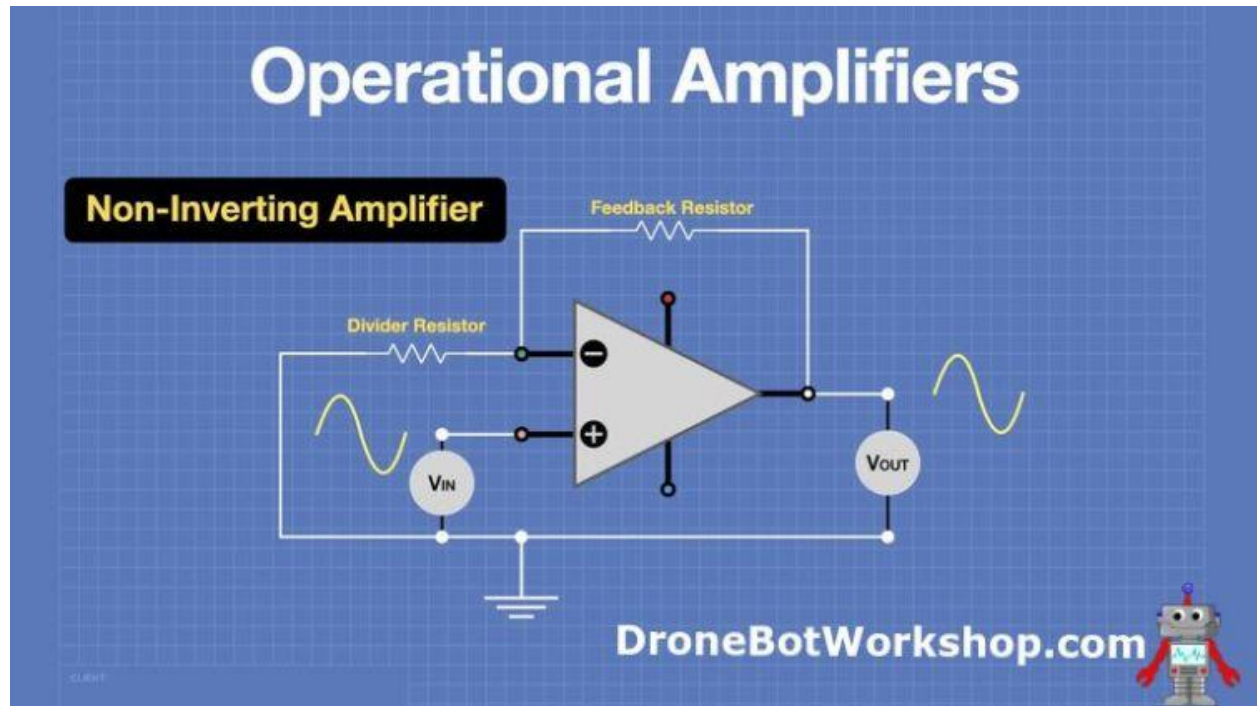 Operational Amplifiers
Non-Inverting Amplifier
Feedback Resistor
Divider Resistor
−
+
VIN
VOUT
DroneBotWorkshop.com